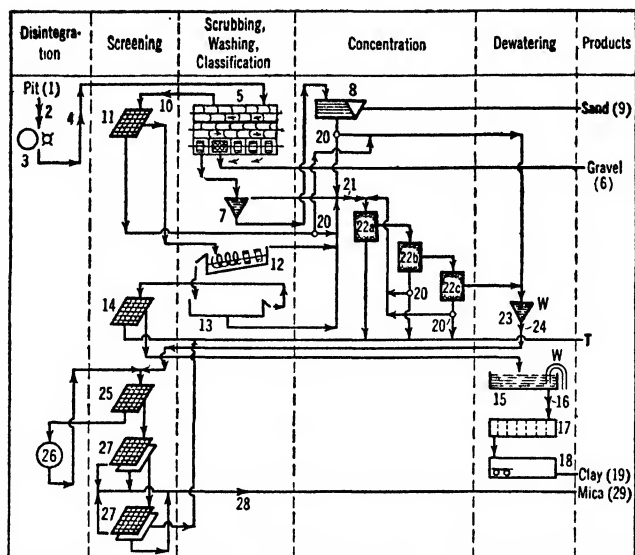 Disintegra-
tion
Screening
Scrubbing,
Washing,
Classification
Concentration
Dewatering
Products
Pit (1)
2
3
4
10
11
5
8
Sand (9)
20
Gravel
(6)
7
21
20
22a
22b
22c
12
20
20
W
23
24
13
14
T
W
15
16
25
17
26
27
18
Clay (19)
Mica (29)
28
27